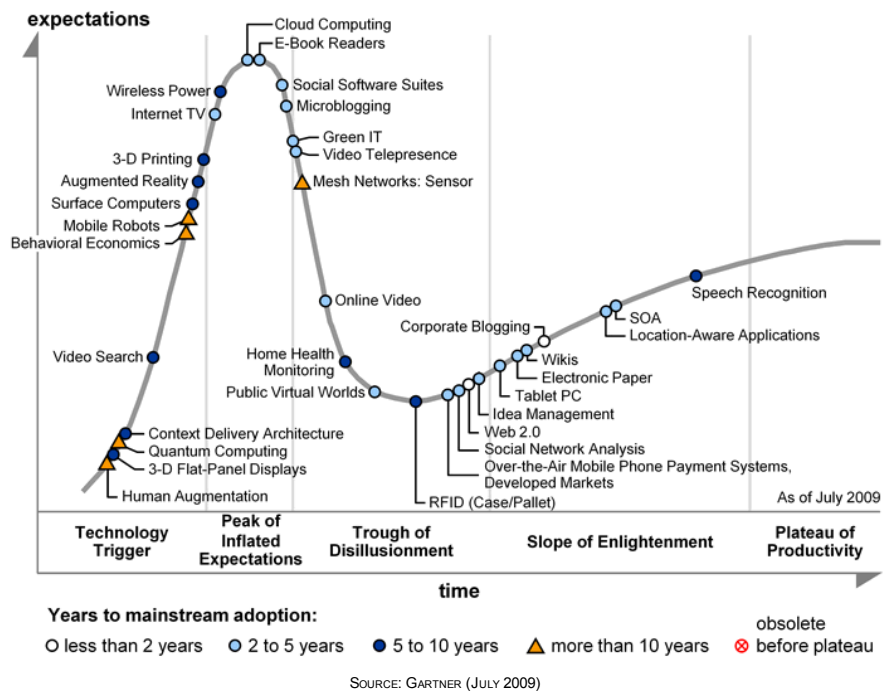 expectations
Cloud Computing
E-Book Readers
Wireless Power
Social Software Suites
Internet TV
Microblogging
Green IT
3-D Printing
Video Telepresence
Augmented Reality
Mesh Networks: Sensor
Surface Computers
Mobile Robots
Behavioral Economics
Speech Recognition
Online Video
SOA
Corporate Blogging
Location-Aware Applications
Video Search
Home Health
Monitoring
Wikis
Electronic Paper
Public Virtual Worlds
Tablet PC
Idea Management
Context Delivery Architecture
Web 2.0
Quantum Computing
Social Network Analysis
3-D Flat-Panel Displays
Over-the-Air Mobile Phone Payment Systems,
Developed Markets
Human Augmentation
RFID (Case/Pallet)
As of July 2009
Technology
Trigger
Peak of
Inflated
Expectations
Trough of
Disillusionment
Slope of Enlightenment
Plateau of
Productivity
time
Years to mainstream adoption:
less than 2 years
2 to 5 years
5 to 10 years
more than 10 years
obsolete
before plateau
SOURCE: GARTNER (JULY 2009)